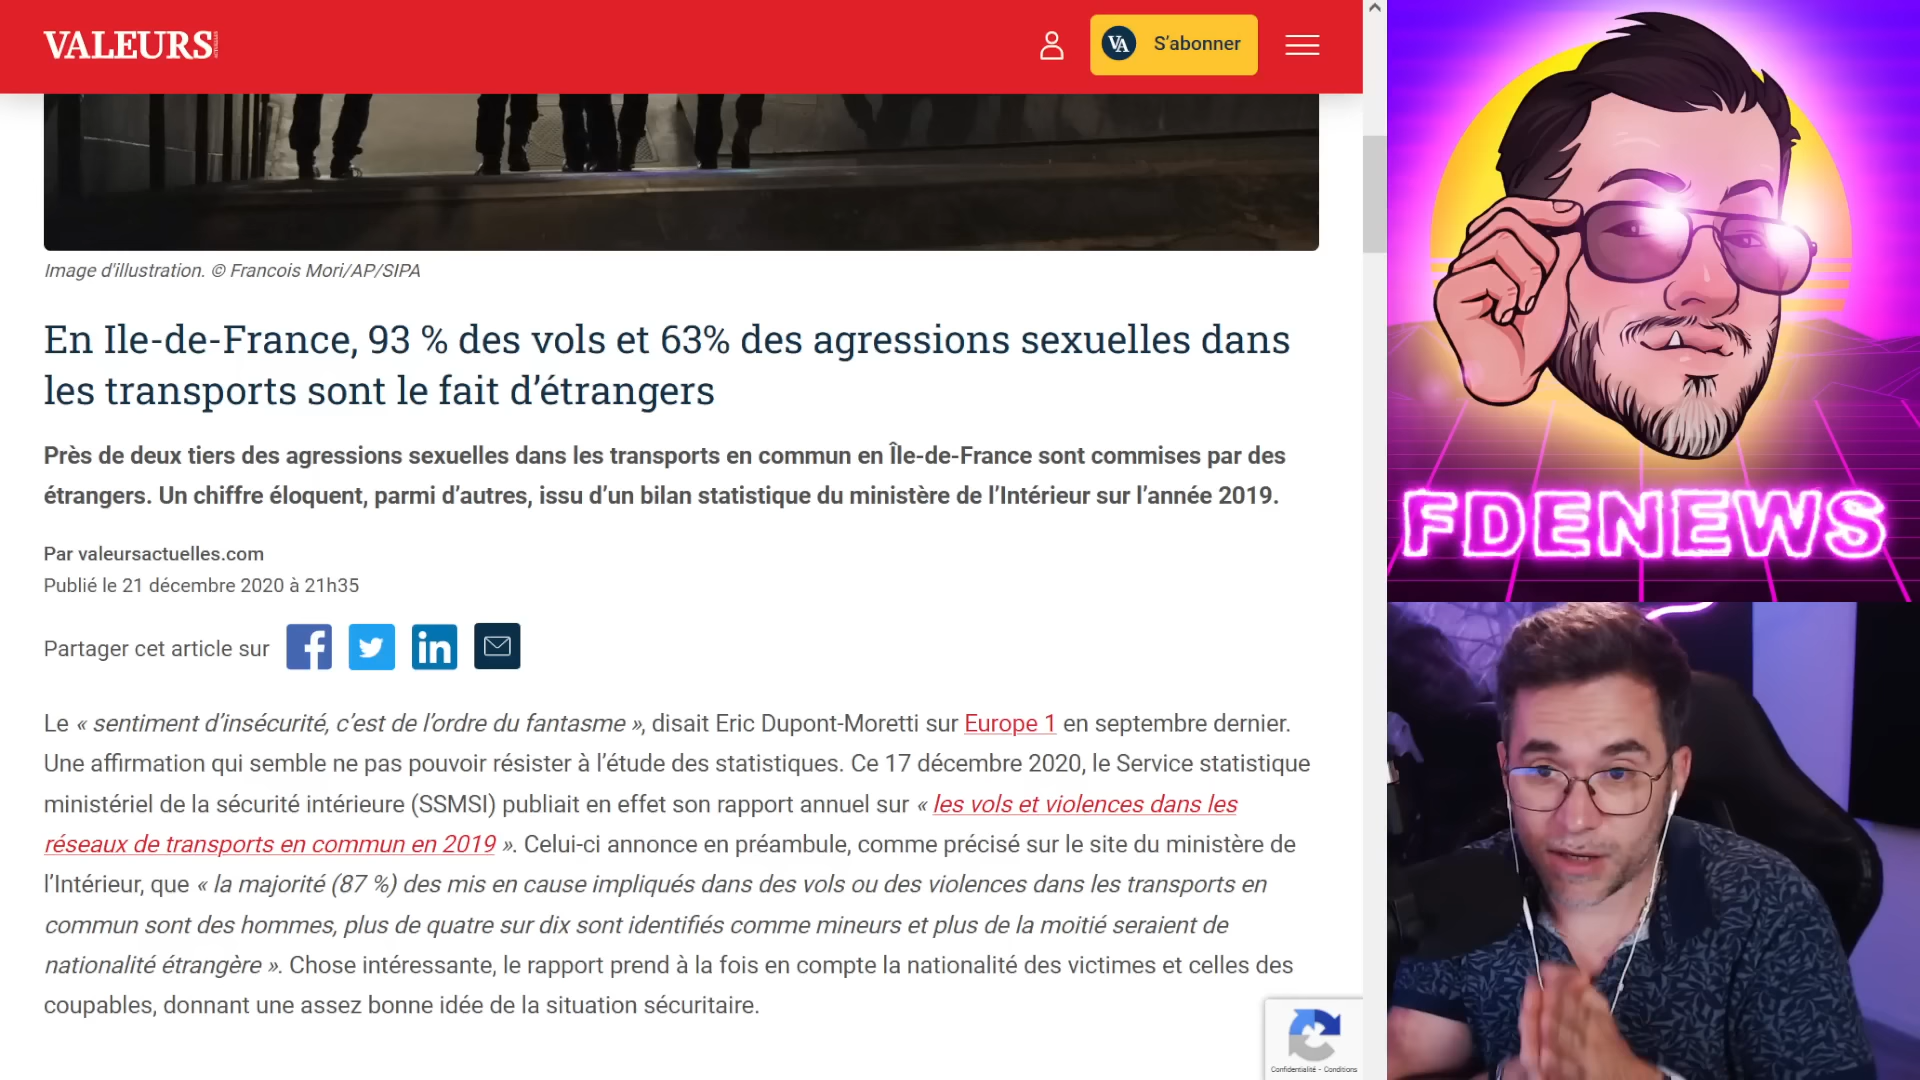 VALEURS
VA S'abonner
Image d'illustration. © Francois Mori/AP/SIPA
En Ile-de-France, 93 % des vols et 63% des agressions sexuelles dans
les transports sont le fait d’étrangers
Près de deux tiers des agressions sexuelles dans les transports en commun en Île-de-France sont commises par des
étrangers. Un chiffre éloquent, parmi d’autres, issu d’un bilan statistique du ministère de l’Intérieur sur l’année 2019.
Par valeursactuelles.com
Publié le 21 décembre 2020 à 21h35
Partager cet article sur
Le « sentiment d’insécurité, c’est de l’ordre du fantasme », disait Eric Dupont-Moretti sur Europe 1 en septembre dernier.
Une affirmation qui semble ne pas pouvoir résister à l’étude des statistiques. Ce 17 décembre 2020, le Service statistique
ministériel de la sécurité intérieure (SSMSI) publiait en effet son rapport annuel sur « les vols et violences dans les
réseaux de transports en commun en 2019 ». Celui-ci annonce en préambule, comme précisé sur le site du ministère de
l’Intérieur, que « la majorité (87 %) des mis en cause impliqués dans des vols ou des violences dans les transports en
commun sont des hommes, plus de quatre sur dix sont identifiés comme mineurs et plus de la moitié seraient de
nationalité étrangère ». Chose intéressante, le rapport prend à la fois en compte la nationalité des victimes et celles des
coupables, donnant une assez bonne idée de la situation sécuritaire.
Confidentialité - Conditions
FDENEWS